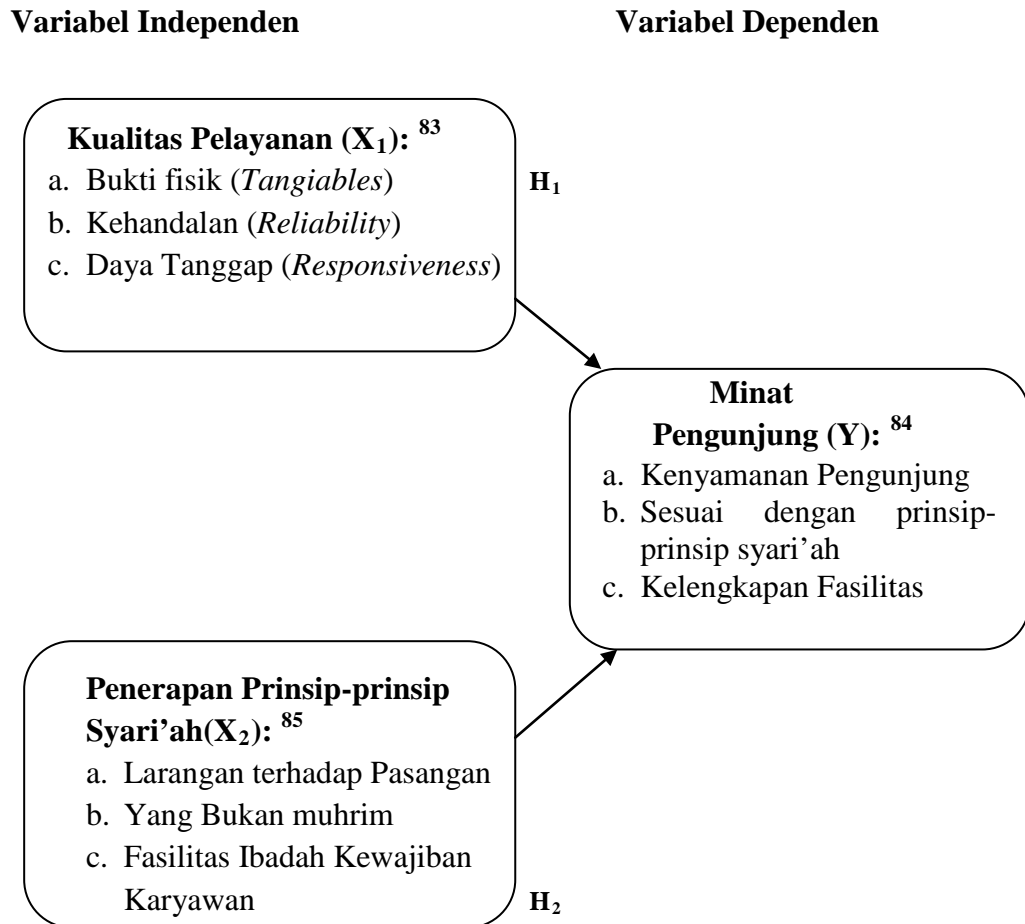 Variabel Independen
Variabel Dependen
Kualitas Pelayanan (X₁): ⁸³
a. Bukti fisik (Tangiables)
b. Kehandalan (Reliability)
c. Daya Tanggap (Responsiveness)
H₁
Minat
Pengunjung (Y): ⁸⁴
a. Kenyamanan Pengunjung
b. Sesuai dengan prinsip-
prinsip syari’ah
c. Kelengkapan Fasilitas
Penerapan Prinsip-prinsip
Syari’ah(X₂): ⁸⁵
a. Larangan terhadap Pasangan
b. Yang Bukan muhrim
c. Fasilitas Ibadah Kewajiban
Karyawan
H₂